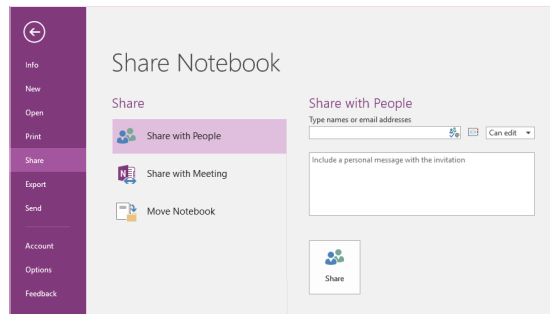 Info
New
Open
Print
Share
Export
Send
Account
Options
Feedback
Share Notebook
Share
Share with People
N
Share with Meeting
Move Notebook
Share with People
Type names or email addresses
Can edit
Include a personal message with the invitation
Share